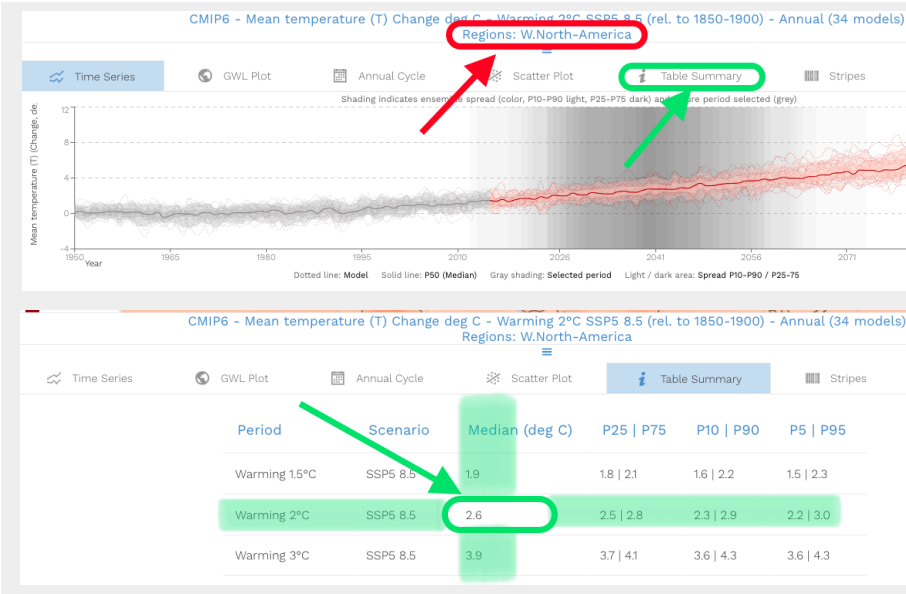 CMIP6 - Mean temperature (T) Change deg C - Warming 2°C SSP5 8.5 (rel. to 1850-1900) - Annual (34 models)
Regions: W.North-America
Time Series
GWL Plot
Annual Cycle
Scatter Plot
Table Summary
Stripes
Shading indicates ensemble spread (color, P10-P90 light, P25-P75 dark) and period selected (grey)
Mean temperature (T) (Change, de
12
8
4
0
-4
1950 1965 1980 1995 2010 2026 2041 2056 2071
Year
Dotted line: Model Solid line: P50 (Median) Gray shading: Selected period Light / dark area: Spread P10-P90 / P25-75
CMIP6 - Mean temperature (T) Change deg C - Warming 2°C SSP5 8.5 (rel. to 1850-1900) - Annual (34 models)
Regions: W.North-America
Time Series
GWL Plot
Annual Cycle
Scatter Plot
Table Summary
Stripes
Period Scenario Median (deg C) P25 | P75 P10 | P90 P5 | P95
Warming 1.5°C SSP5 8.5 1.9 1.8 | 2.1 1.6 | 2.2 1.5 | 2.3
Warming 2°C SSP5 8.5 2.6 2.5 | 2.8 2.3 | 2.9 2.2 | 3.0
Warming 3°C SSP5 8.5 3.9 3.7 | 4.1 3.6 | 4.3 3.6 | 4.3